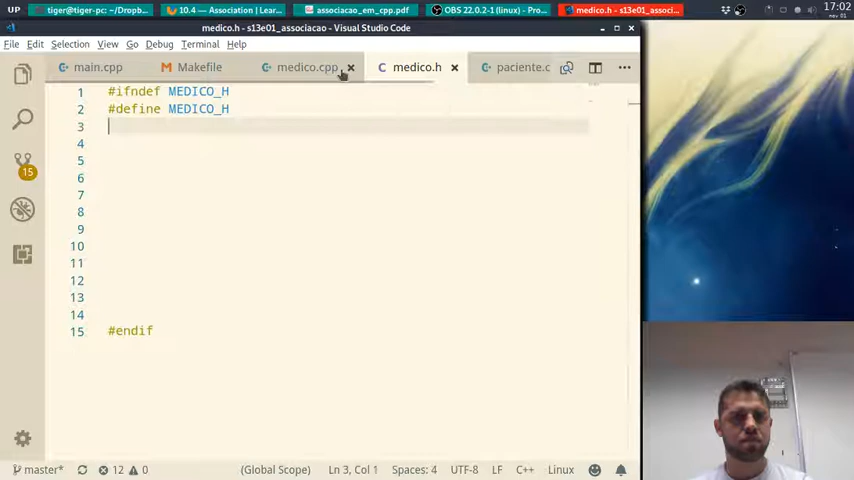 UP
tiger@tiger-pc: ~/Dropb...
10.4 — Association | Lear...
associacao_em_cpp.pdf
OBS 22.0.2-1 (linux) - Pro...
medico.h - s13e01_associac...
17:02
nov 01
medico.h - s13e01_associacao - Visual Studio Code
File Edit Selection View Go Debug Terminal Help
main.cpp
Makefile
medico.cpp
medico.h
paciente.c
1 #ifndef MEDICO_H
2 #define MEDICO_H
3
4
5
6
7
8
9
10
11
12
13
14
15 #endif
15
master* 12 0 (Global Scope) Ln 3, Col 1 Spaces: 4 UTF-8 LF C++ Linux